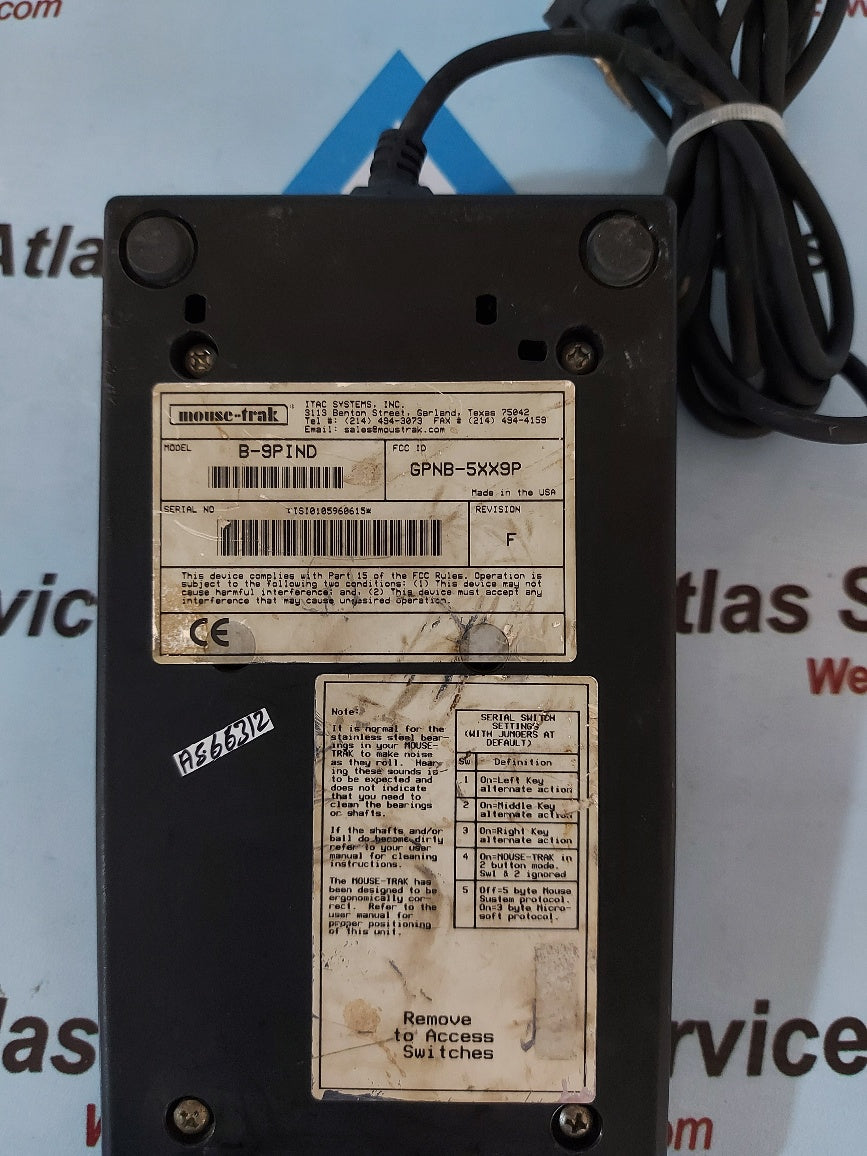 .com
Atlas
mouse-trak
ITAC SYSTEMS, INC.
3113 Benton Street, Garland, Texas 75042
Tel #: (214) 494-3073 FAX # (214) 494-4159
Email: sales@moustrak.com
MODEL
B-9PIND
FCC ID
GPNB-5XX9P
Made in the USA
SERIAL NO
*TSI0105960615*
REVISION
F
This device complies with Part 15 of the FCC Rules. Operation is
subject to the following two conditions: (1) This device may not
cause harmful interference; and, (2) This device must accept any
interference that may cause undesired operation.
CE
vic
tlas S
We
AS66312
Note:
It is normal for the
stainless steel bear-
ings in your MOUSE-
TRAK to make noise
as they roll. Hear-
ing these sounds is
to be expected and
does not indicate
that you need to
clean the bearings
or shafts.
If the shafts and/or
ball do become dirty
refer to your user
manual for cleaning
instructions.
The MOUSE-TRAK has
been designed to be
ergonomically cor-
rect. Refer to the
user manual for
proper positioning
of this unit.
SERIAL SWITCH
SETTINGS
(WITH JUMPERS AT
DEFAULT)
SW Definition
1 On=Left Key
alternate action
2 On=Middle Key
alternate action
3 On=Right Key
alternate action
4 On=MOUSE-TRAK in
2 button mode.
Sw1 & 2 ignored
5 Off=5 byte Mouse
System protocol.
On=3 byte Micro-
soft protocol.
Remove
to Access
Switches
las
rvice
om